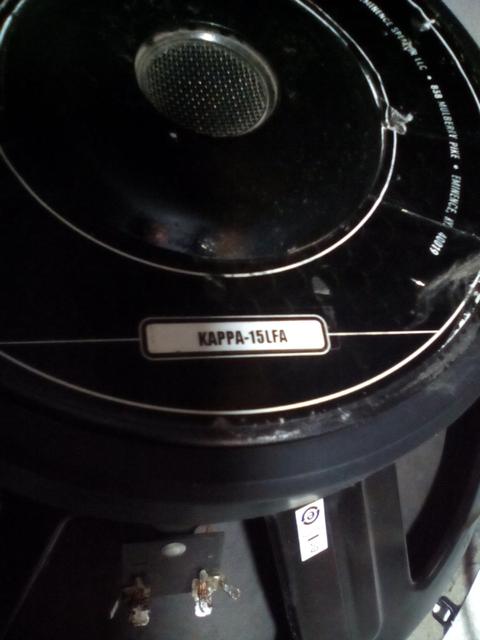 EMINENCE SPEAKER LLC • 838 MULBERRY PIKE • EMINENCE, KY 40019
KAPPA-15LFA